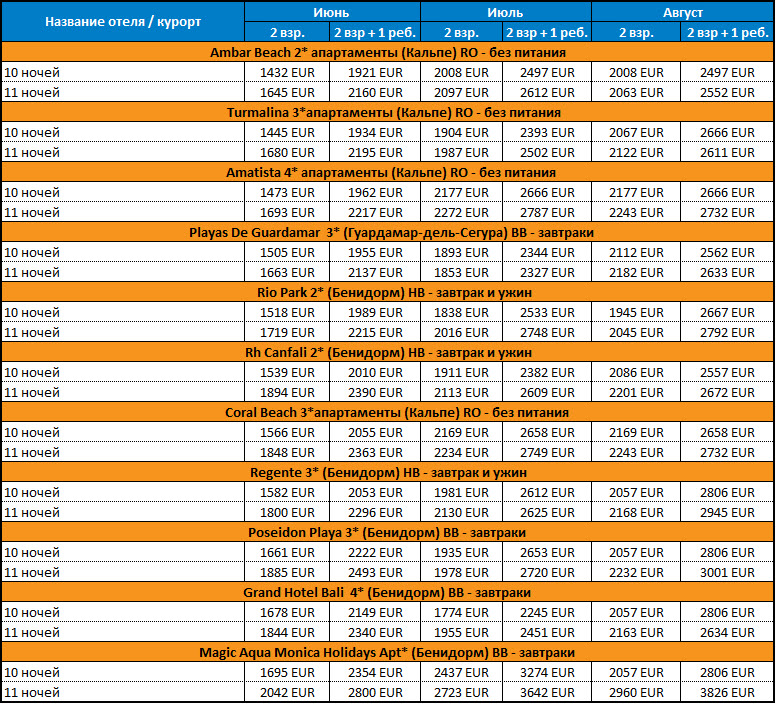 Название отеля / курорт Июнь Июль Август
2 взр. 2 взр + 1 реб. 2 взр. 2 взр + 1 реб. 2 взр. 2 взр + 1 реб.
Ambar Beach 2* апартаменты (Кальпе) RO - без питания
10 ночей 1432 EUR 1921 EUR 2008 EUR 2497 EUR 2008 EUR 2497 EUR
11 ночей 1645 EUR 2160 EUR 2097 EUR 2612 EUR 2063 EUR 2552 EUR
Turmalina 3*апартаменты (Кальпе) RO - без питания
10 ночей 1445 EUR 1934 EUR 1904 EUR 2393 EUR 2067 EUR 2666 EUR
11 ночей 1680 EUR 2195 EUR 1987 EUR 2502 EUR 2122 EUR 2611 EUR
Amatista 4* апартаменты (Кальпе) RO - без питания
10 ночей 1473 EUR 1962 EUR 2177 EUR 2666 EUR 2177 EUR 2666 EUR
11 ночей 1693 EUR 2217 EUR 2272 EUR 2787 EUR 2243 EUR 2732 EUR
Playas De Guardamar 3* (Гуардамар-дель-Сегура) BB - завтраки
10 ночей 1505 EUR 1955 EUR 1893 EUR 2344 EUR 2112 EUR 2562 EUR
11 ночей 1663 EUR 2137 EUR 1853 EUR 2327 EUR 2182 EUR 2633 EUR
Rio Park 2* (Бенидорм) HB - завтрак и ужин
10 ночей 1518 EUR 1989 EUR 1838 EUR 2533 EUR 1945 EUR 2667 EUR
11 ночей 1719 EUR 2215 EUR 2016 EUR 2748 EUR 2045 EUR 2792 EUR
Rh Canfali 2* (Бенидорм) HB - завтрак и ужин
10 ночей 1539 EUR 2010 EUR 1911 EUR 2382 EUR 2086 EUR 2557 EUR
11 ночей 1894 EUR 2390 EUR 2113 EUR 2609 EUR 2201 EUR 2672 EUR
Coral Beach 3*апартаменты (Кальпе) RO - без питания
10 ночей 1566 EUR 2055 EUR 2169 EUR 2658 EUR 2169 EUR 2658 EUR
11 ночей 1848 EUR 2363 EUR 2234 EUR 2749 EUR 2243 EUR 2732 EUR
Regente 3* (Бенидорм) HB - завтрак и ужин
10 ночей 1582 EUR 2053 EUR 1981 EUR 2612 EUR 2057 EUR 2806 EUR
11 ночей 1800 EUR 2296 EUR 2130 EUR 2625 EUR 2168 EUR 2945 EUR
Poseidon Playa 3* (Бенидорм) BB - завтраки
10 ночей 1661 EUR 2222 EUR 1935 EUR 2653 EUR 2057 EUR 2806 EUR
11 ночей 1885 EUR 2493 EUR 1978 EUR 2720 EUR 2232 EUR 3001 EUR
Grand Hotel Bali 4* (Бенидорм) BB - завтраки
10 ночей 1678 EUR 2149 EUR 1774 EUR 2245 EUR 2057 EUR 2806 EUR
11 ночей 1844 EUR 2340 EUR 1955 EUR 2451 EUR 2163 EUR 2634 EUR
Magic Aqua Monica Holidays Apt* (Бенидорм) BB - завтраки
10 ночей 1695 EUR 2354 EUR 2437 EUR 3274 EUR 2057 EUR 2806 EUR
11 ночей 2042 EUR 2800 EUR 2723 EUR 3642 EUR 2960 EUR 3826 EUR